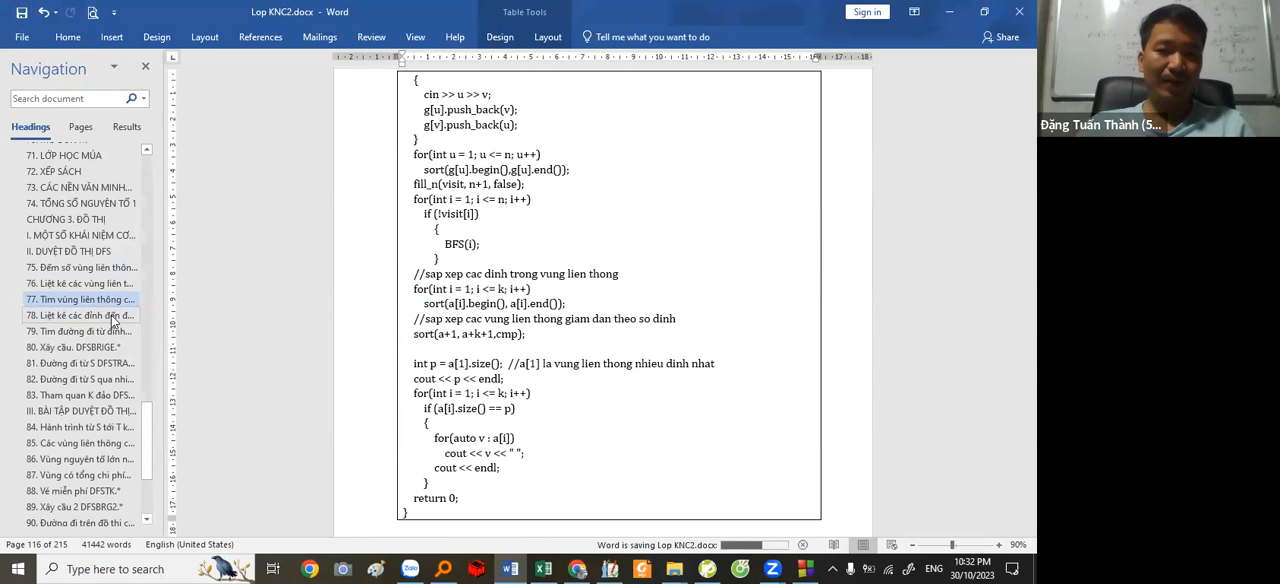 Lop KNC2.docx - Word
Table Tools
Sign in
File
Home
Insert
Design
Layout
References
Mailings
Review
View
Help
Design
Layout
Tell me what you want to do
Share
Navigation
Search document
Headings
Pages
Results
71. LỚP HỌC MÚA
72. XẾP SÁCH
73. CÁC NỀN VĂN MINH...
74. TỔNG SỐ NGUYÊN TỐ 1
CHƯƠNG 3. ĐỒ THỊ
I. MỘT SỐ KHÁI NIỆM CƠ...
II. DUYỆT ĐỒ THỊ DFS
75. Đếm số vùng liên thôn...
76. Liệt kê các vùng liên t...
77. Tìm vùng liên thông c...
78. Liệt kê các đỉnh đến đ...
79. Tìm đường đi từ đỉnh...
80. Xây cầu. DFSBRIGE.*
81. Đường đi từ S DFSTRA...
82. Đường đi từ S qua nhi...
83. Tham quan K đảo DFS...
III. BÀI TẬP DUYỆT ĐỒ THỊ...
84. Hành trình từ S tới T k...
85. Các vùng liên thông c...
86. Vùng nguyên tố lớn n...
87. Vùng có tổng chi phí...
88. Vé miễn phí DFSTK.*
89. Xây cầu 2 DFSBRG2.*
90. Đường đi trên đồ thị c...
{
cin >> u >> v;
g[u].push_back(v);
g[v].push_back(u);
}
for(int u = 1; u <= n; u++)
sort(g[u].begin(),g[u].end());
fill_n(visit, n+1, false);
for(int i = 1; i <= n; i++)
if (!visit[i])
{
BFS(i);
}
//sap xep cac dinh trong vung lien thong
for(int i = 1; i <= k; i++)
sort(a[i].begin(), a[i].end());
//sap xep cac vung lien thong giam dan theo so dinh
sort(a+1, a+k+1,cmp);
int p = a[1].size(); //a[1] la vung lien thong nhieu dinh nhat
cout << p << endl;
for(int i = 1; i <= k; i++)
if (a[i].size() == p)
{
for(auto v : a[i])
cout << v << " ";
cout << endl;
}
return 0;
}
Đặng Tuấn Thành (5...
Page 116 of 215
41442 words
English (United States)
Word is saving Lop KNC2.docx:
90%
Type here to search
ENG
10:32 PM
30/10/2023